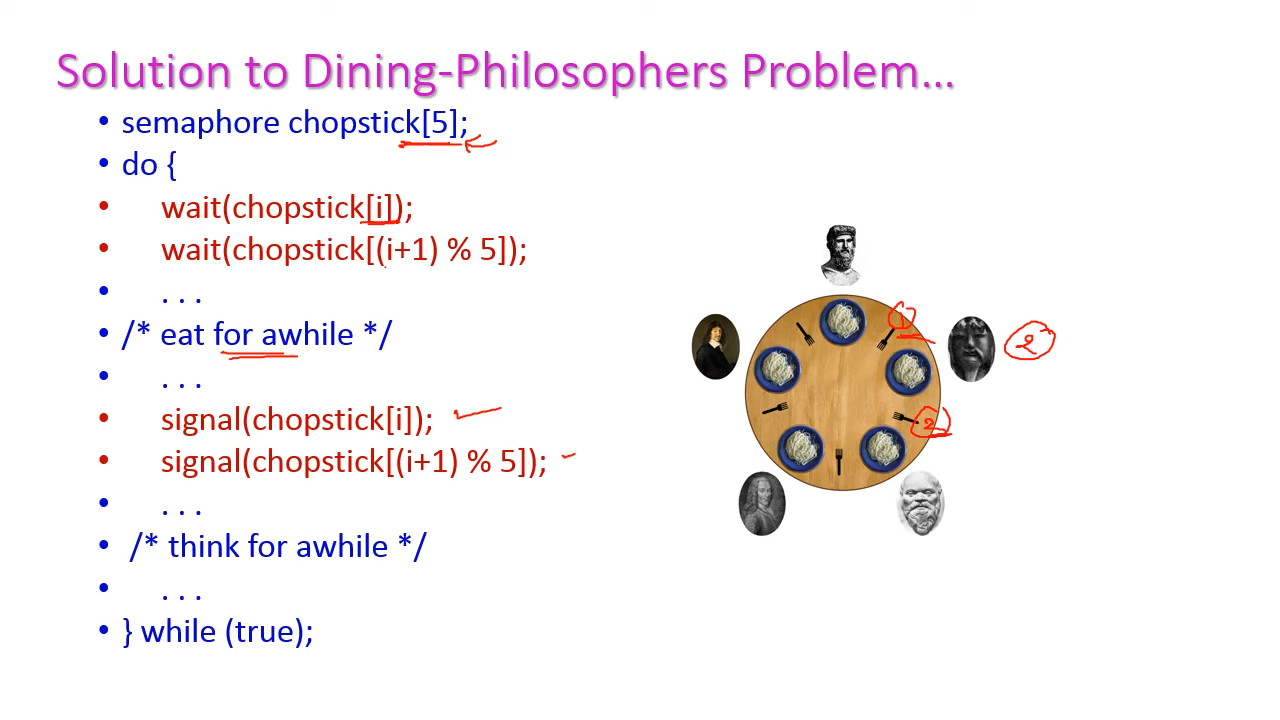 Solution to Dining-Philosophers Problem...
• semaphore chopstick[5];
• do {
• wait(chopstick[i]);
• wait(chopstick[(i+1) % 5]);
• . . .
• /* eat for awhile */
• . . .
• signal(chopstick[i]);
• signal(chopstick[(i+1) % 5]);
• . . .
• /* think for awhile */
• . . .
• } while (true);
1
2
2